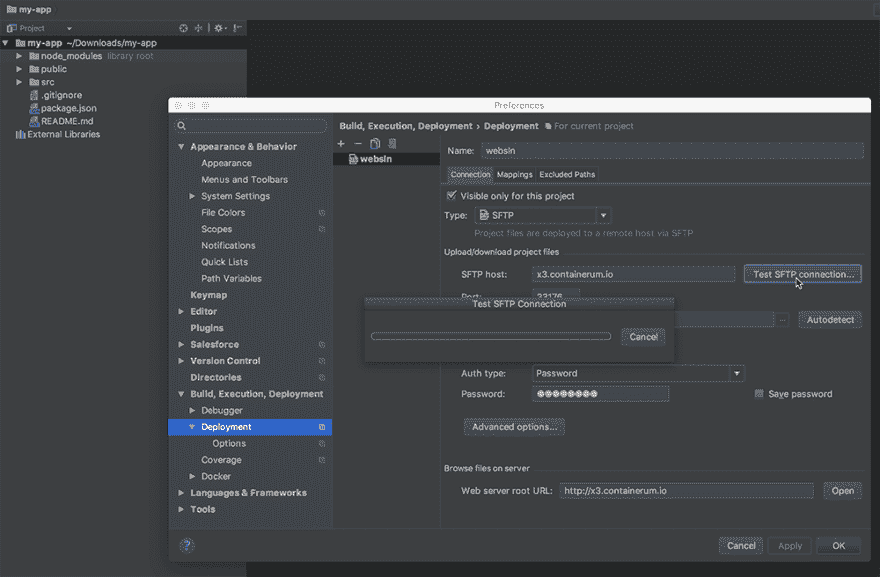 my-app
Project
my-app ~/Downloads/my-app
node_modules library root
public
src
.gitignore
package.json
README.md
External Libraries
Preferences
Appearance & Behavior
Appearance
Menus and Toolbars
System Settings
File Colors
Scopes
Notifications
Quick Lists
Path Variables
Keymap
Editor
Plugins
Salesforce
Version Control
Directories
Build, Execution, Deployment
Debugger
Deployment
Options
Coverage
Docker
Languages & Frameworks
Tools
Build, Execution, Deployment › Deployment For current project
websln
Name: websln
Connection Mappings Excluded Paths
Visible only for this project
Type: SFTP
Project files are deployed to a remote host via SFTP
Upload/download project files
SFTP host: x3.containerum.io Test SFTP connection...
Port:
Test SFTP Connection
Cancel
... Autodetect
Auth type: Password
Password: Save password
Advanced options...
Browse files on server
Web server root URL: http://x3.containerum.io Open
? Cancel Apply OK